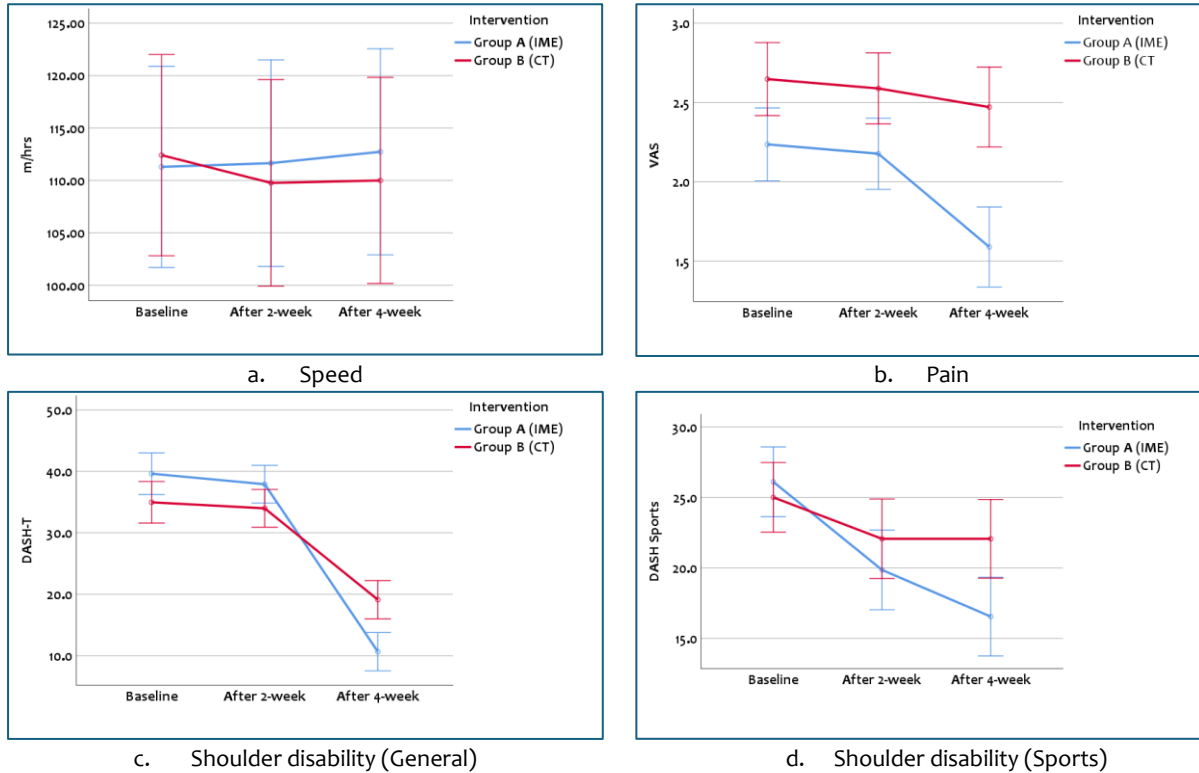 125.00
120.00
115.00
110.00
105.00
100.00
m/hrs
Baseline After 2-week After 4-week
Intervention
Group A (IME)
Group B (CT)
a. Speed
3.0
2.5
2.0
1.5
VAS
Baseline After 2-week After 4-week
Intervention
Group A (IME)
Group B (CT
b. Pain
50.0
40.0
30.0
20.0
10.0
DASH-T
Baseline After 2-week After 4-week
Intervention
Group A (IME)
Group B (CT)
c. Shoulder disability (General)
30.0
25.0
20.0
15.0
DASH Sports
Baseline After 2-week After 4-week
Intervention
Group A (IME)
Group B (CT)
d. Shoulder disability (Sports)